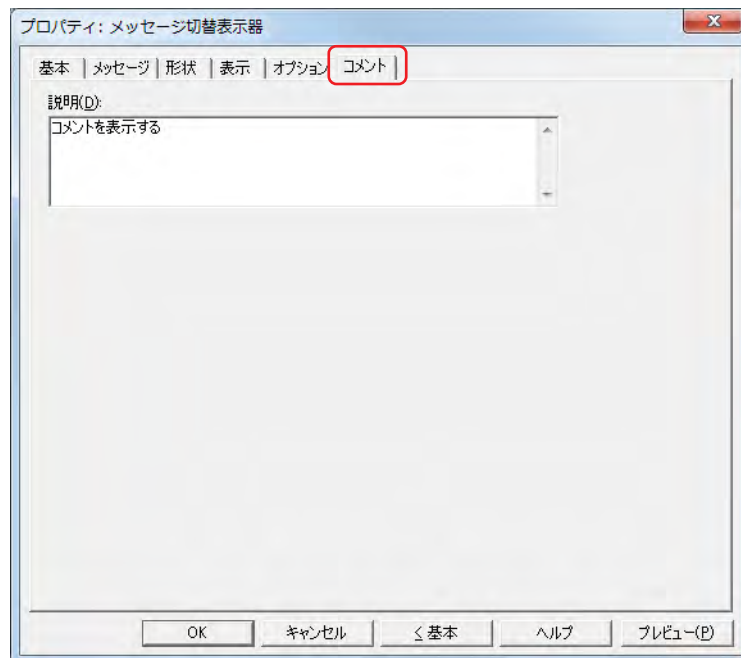 プロパティ: メッセージ切替表示器
基本 メッセージ 形状 表示 オプション コメント
説明(D):
コメントを表示する
OK キャンセル < 基本 ヘルプ プレビュー(P)